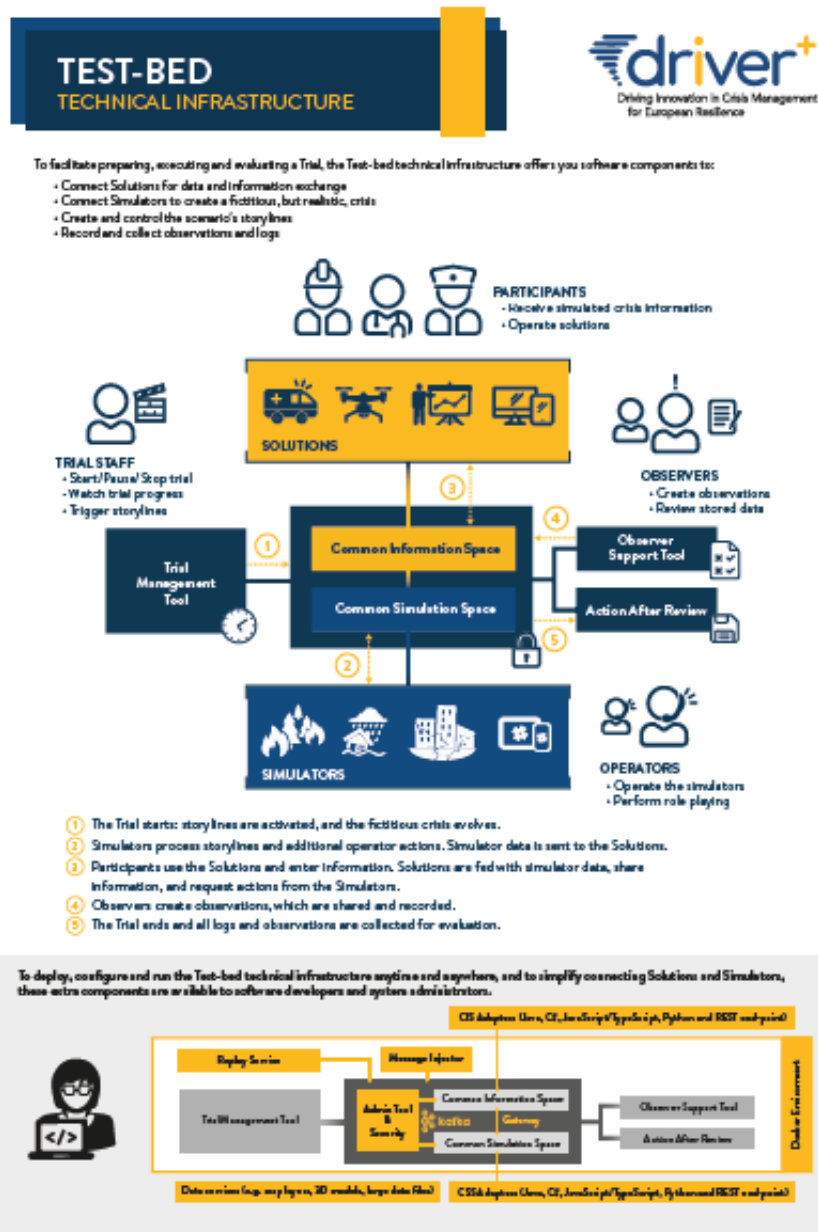 TEST-BED
TECHNICAL INFRASTRUCTURE
driver+
Driving Innovation in Crisis Management
for European Resilience
To facilitate preparing, executing and evaluating a Trial, the Test-bed technical infrastructure offers you software components to:
• Connect Solutions for data and information exchange
• Connect Simulators to create a fictitious, but realistic, crisis
• Create and control the scenario's storylines
• Record and collect observations and logs
PARTICIPANTS
• Receive simulated crisis information
• Operate solutions
SOLUTIONS
TRIAL STAFF
• Start/Pause/Stop trial
• Watch trial progress
• Trigger storylines
OBSERVERS
• Create observations
• Review stored data
3
1
4
Trial
Management
Tool
Common Information Space
Common Simulation Space
Observer
Support Tool
Action After Review
5
2
SIMULATORS
OPERATORS
• Operate the simulators
• Perform role playing
1 The Trial starts: storylines are activated, and the fictitious crisis evolves.
2 Simulators process storylines and additional operator actions. Simulator data is sent to the Solutions.
3 Participants use the Solutions and enter information. Solutions are fed with simulator data, share
information, and request actions from the Simulators.
4 Observers create observations, which are shared and recorded.
5 The Trial ends and all logs and observations are collected for evaluation.
To deploy, configure and run the Test-bed technical infrastructure anytime and anywhere, and to simplify connecting Solutions and Simulators,
these extra components are available to software developers and system administrators.
CIS Adaptors (Java, C#, JavaScript/TypeScript, Python and REST end-point)
Replay Service
Message Injector
Trial Management Tool
Admin Tool
&
Security
kafka
Common Information Space
Gateway
Common Simulation Space
Observer Support Tool
Action After Review
</>
Data services (e.g. map layers, 3D models, large data files)
CSS Adaptors (Java, C#, JavaScript/TypeScript, Python and REST end-point)